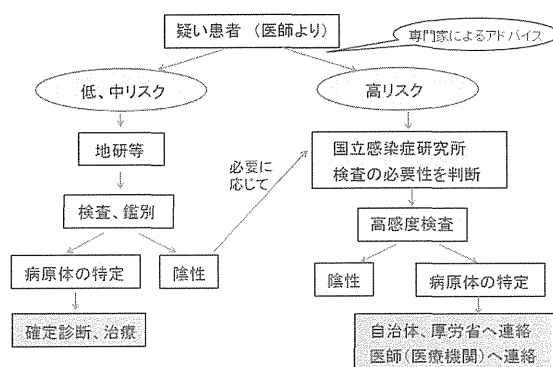 疑い患者 (医師より)
専門家によるアドバイス
低、中リスク
高リスク
地研等
必要に
応じて
国立感染症研究所
検査の必要性を判断
検査、鑑別
高感度検査
病原体の特定
陰性
陰性
病原体の特定
確定診断、治療
自治体、厚労省へ連絡
医師(医療機関)へ連絡